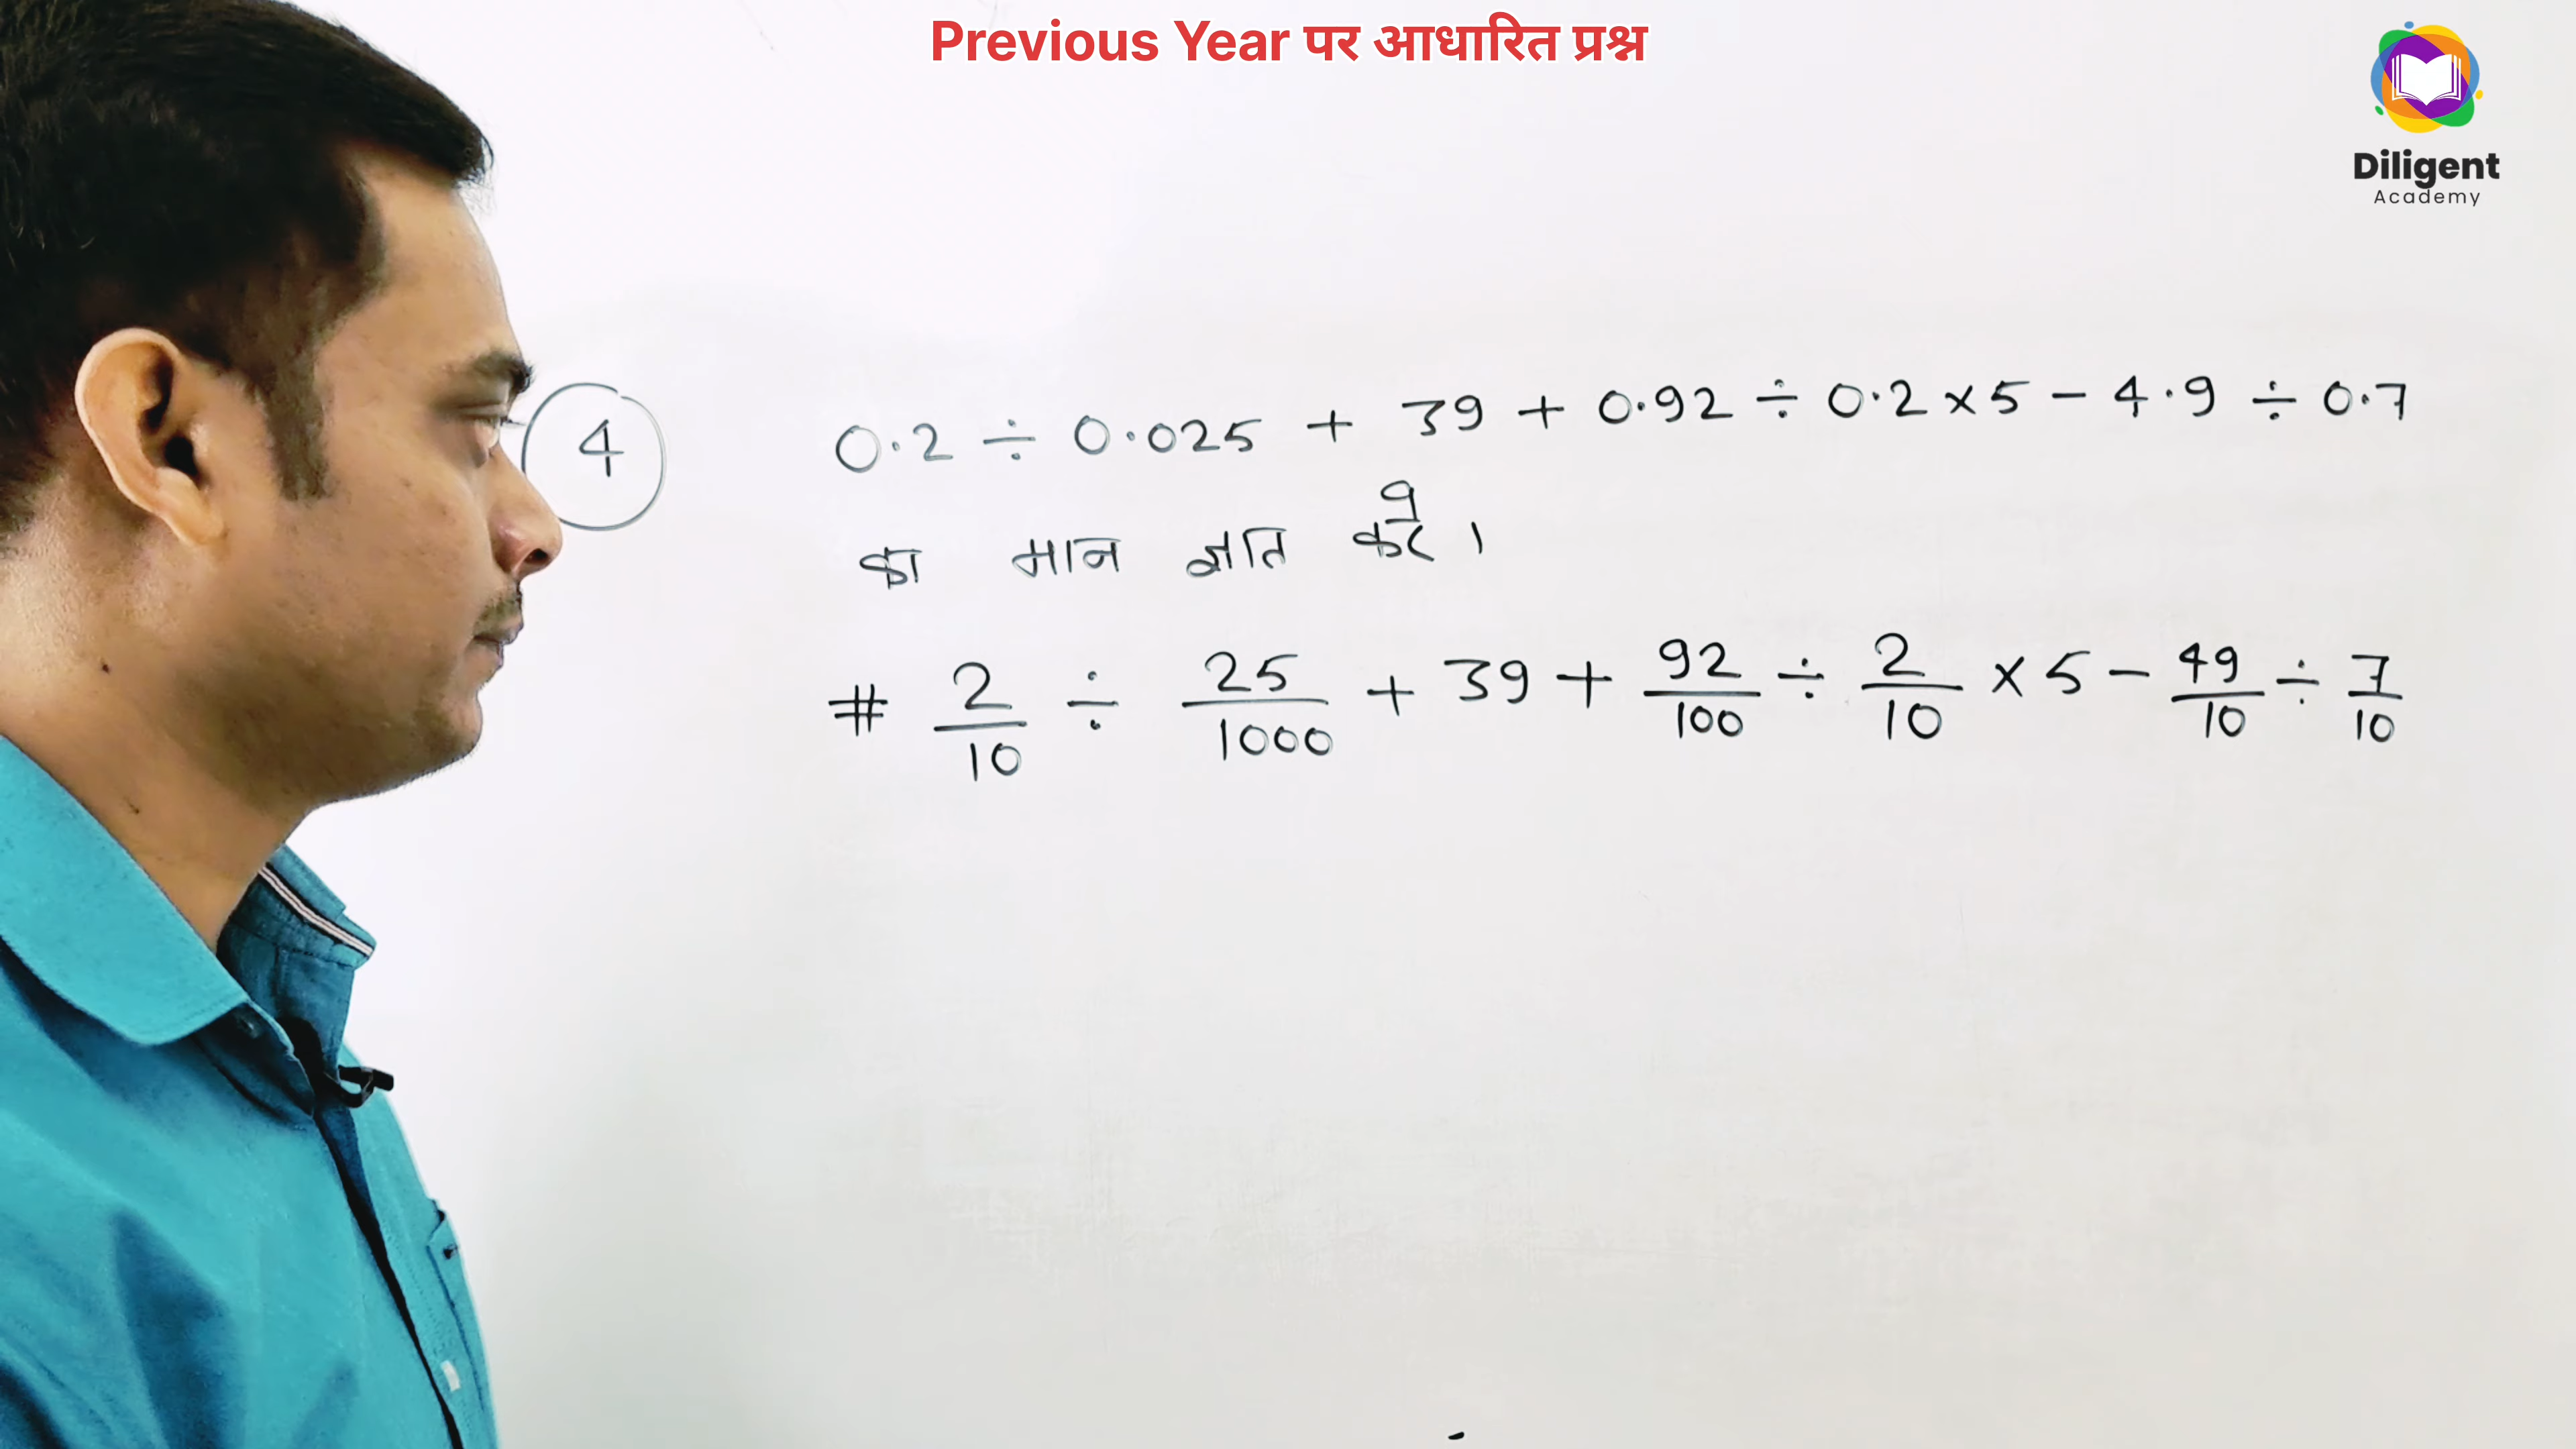 Previous Year पर आधारित प्रश्न
Diligent
Academy
4
0.2 ÷ 0.025 + 39 + 0.92 ÷ 0.2 × 5 - 4.9 ÷ 0.7
का मान ज्ञात करें ।
# 2/10 ÷ 25/1000 + 39 + 92/100 ÷ 2/10 × 5 - 49/10 ÷ 7/10